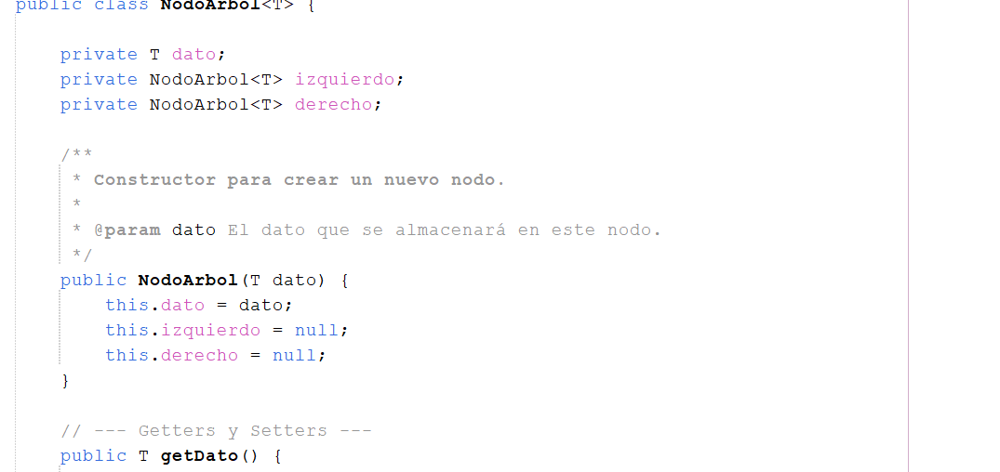 public class NodoArbol<T> {
private T dato;
private NodoArbol<T> izquierdo;
private NodoArbol<T> derecho;
/**
* Constructor para crear un nuevo nodo.
*
* @param dato El dato que se almacenará en este nodo.
*/
public NodoArbol(T dato) {
this.dato = dato;
this.izquierdo = null;
this.derecho = null;
}
// --- Getters y Setters ---
public T getDato() {